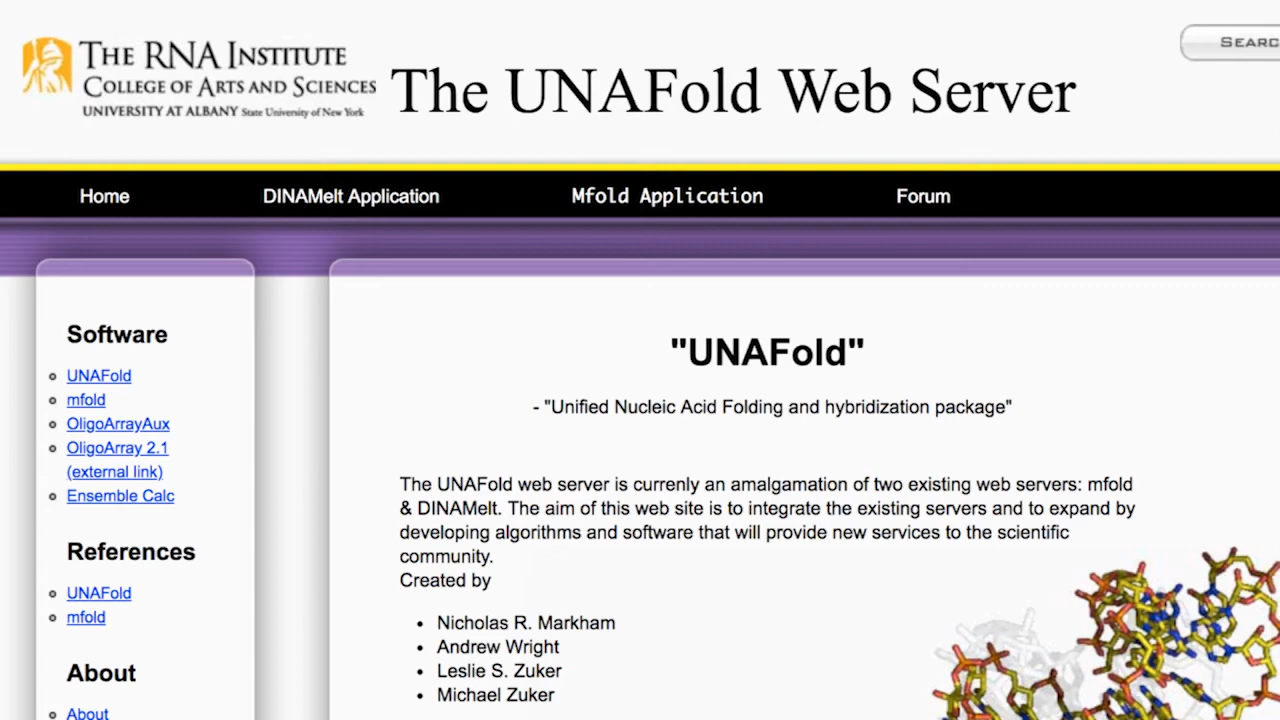 THE RNA INSTITUTE
COLLEGE OF ARTS AND SCIENCES
UNIVERSITY AT ALBANY State University of New York
The UNAFold Web Server
Home
DINAMelt Application
Mfold Application
Forum
Software
UNAFold
mfold
OligoArrayAux
OligoArray 2.1
(external link)
Ensemble Calc
References
UNAFold
mfold
About
About
"UNAFold"
- "Unified Nucleic Acid Folding and hybridization package"
The UNAFold web server is currenly an amalgamation of two existing web servers: mfold
& DINAMelt. The aim of this web site is to integrate the existing servers and to expand by
developing algorithms and software that will provide new services to the scientific
community.
Created by
Nicholas R. Markham
Andrew Wright
Leslie S. Zuker
Michael Zuker